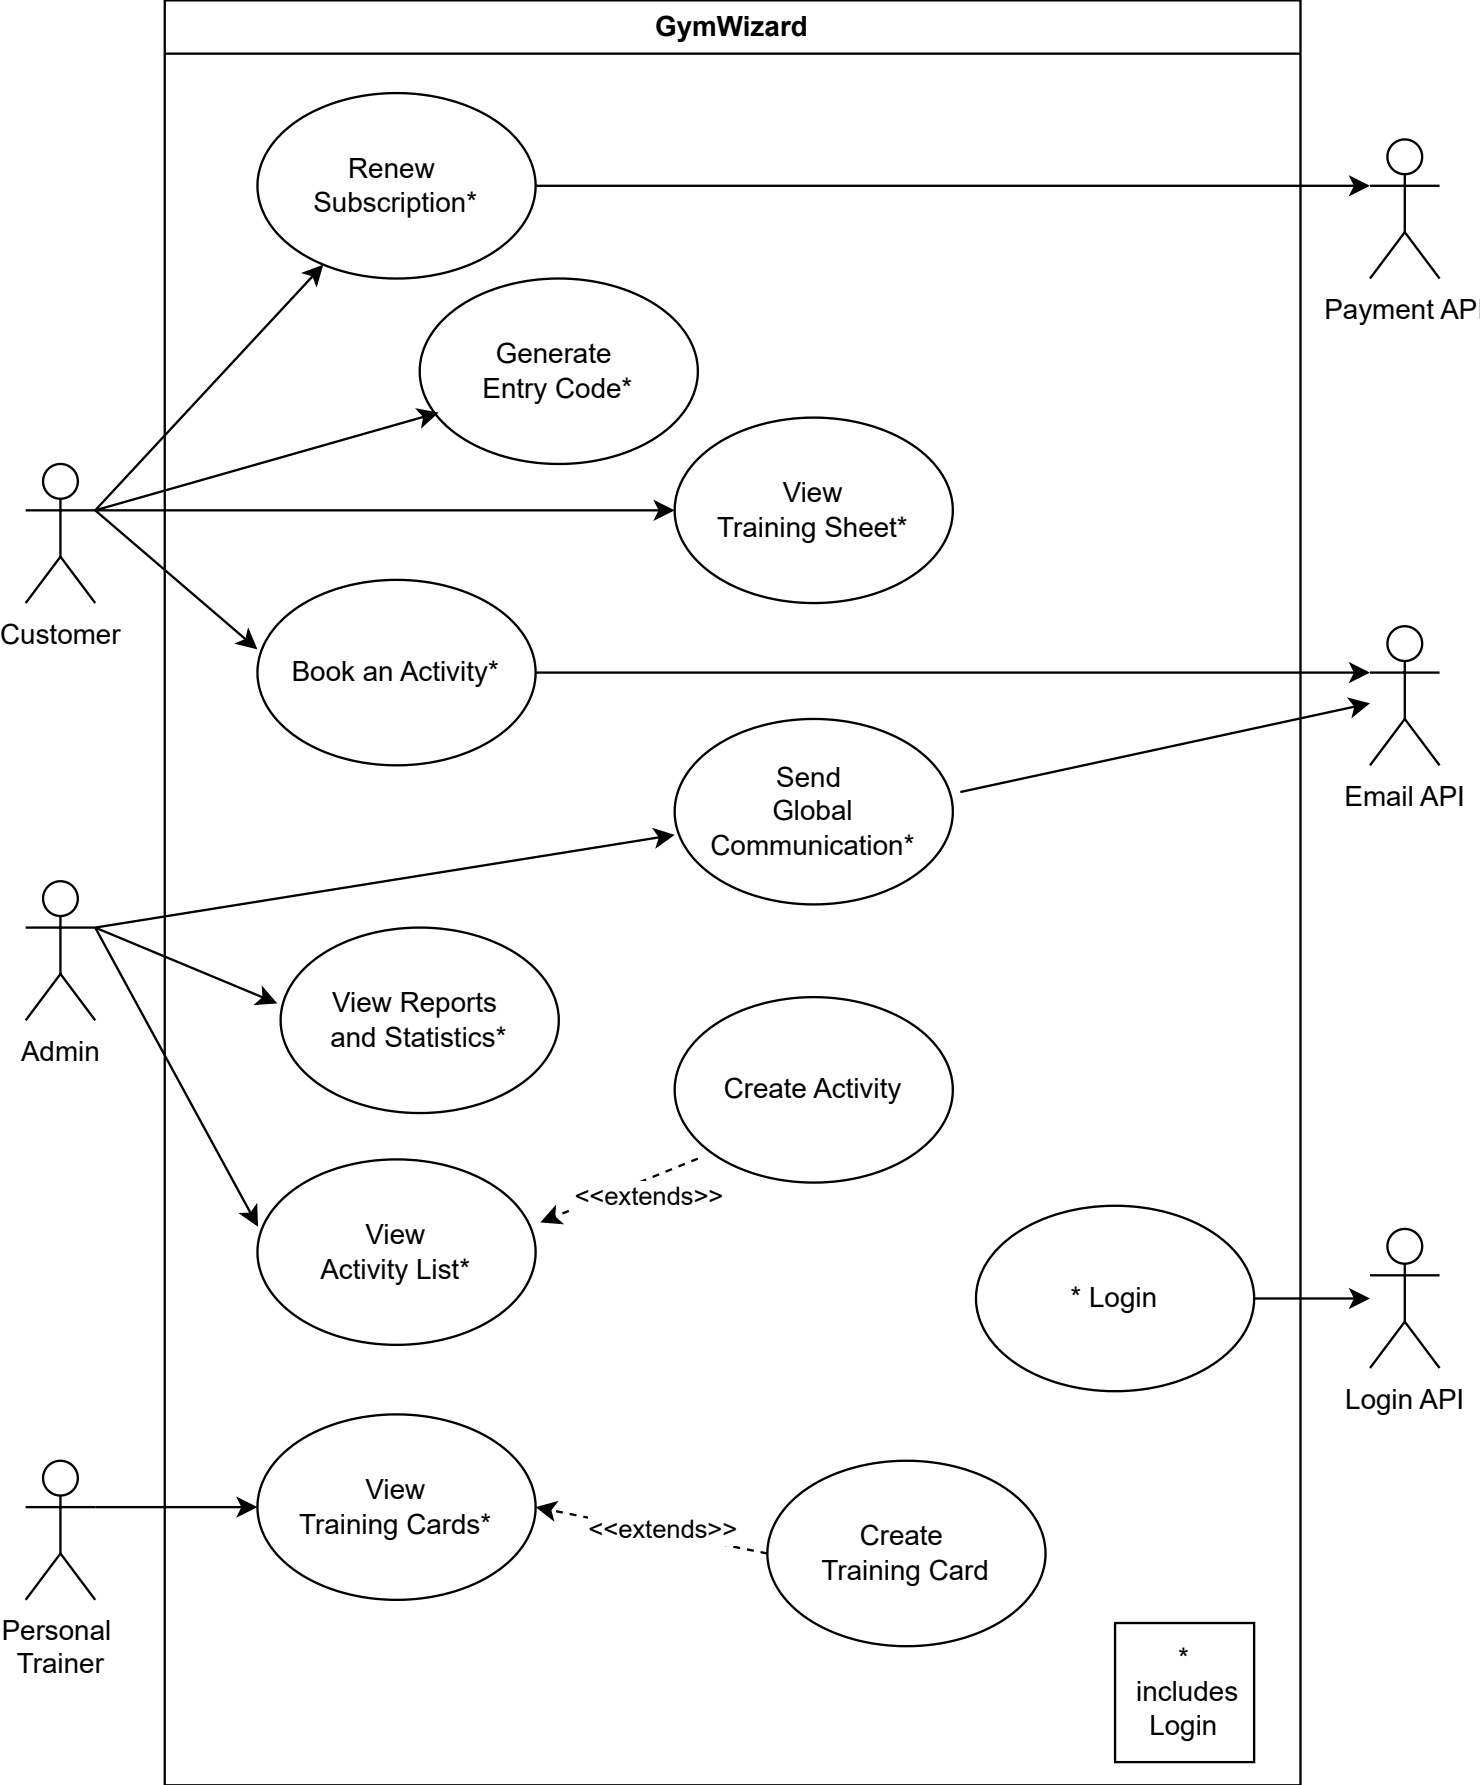 GymWizard
Renew
Subscription*
Payment API
Generate
Entry Code*
View
Training Sheet*
Customer
Book an Activity*
Send
Global
Communication*
Email API
Admin
View Reports
and Statistics*
Create Activity
<<extends>>
View
Activity List*
* Login
Login API
View
Training Cards*
<<extends>>
Create
Training Card
Personal
Trainer
*
includes
Login